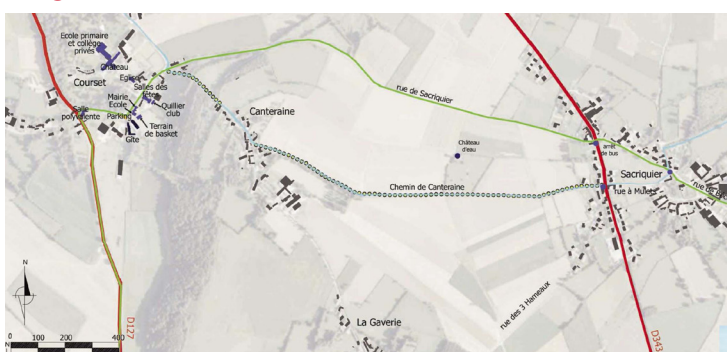 Ecole primaire
et collège
privés
Château
Courset
Eglise
Salles des
fêtes
Mairie
Ecole
Quillier
club
Salle
polyvalente
Parking
Terrain
de basket
Gîte
Canteraine
rue de Sacriquier
Château
d'eau
Chemin de Canteraine
arrêt
de bus
Sacriquier
rue à Mulets
La Gaverie
rue des 3 Hameaux
D127
D343
N
0 100 200 400
N